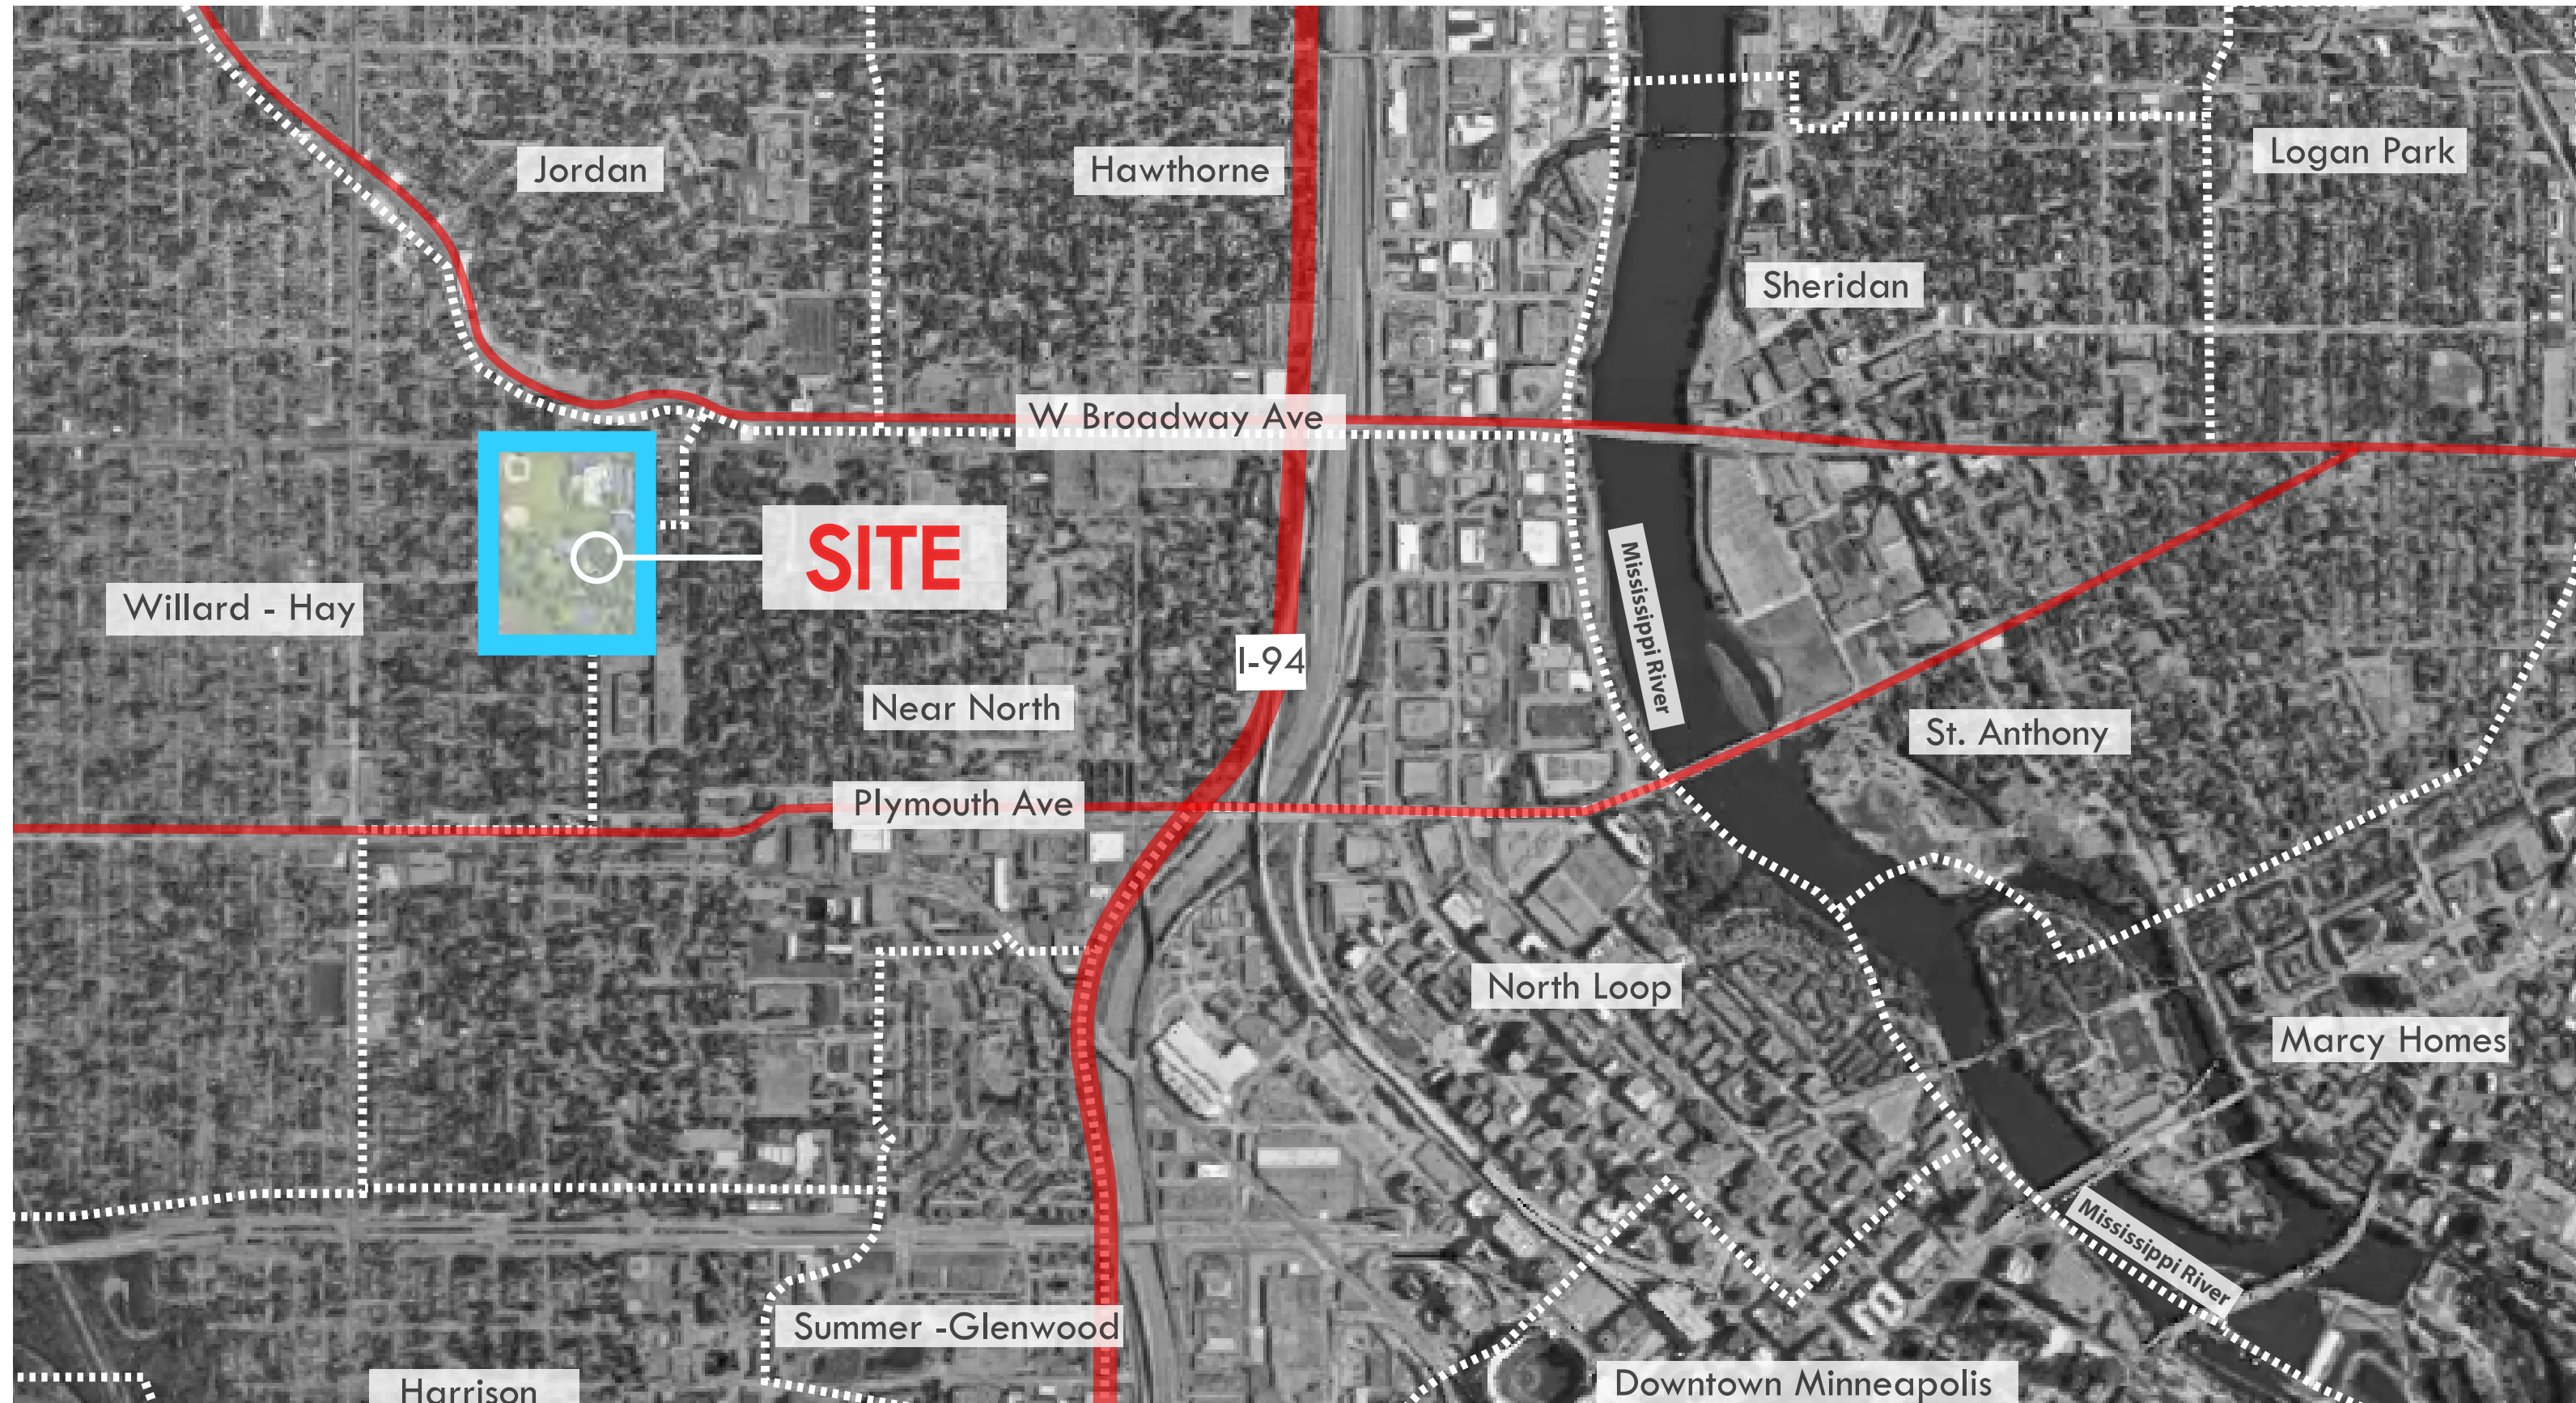 Logan Park
Jordan
Hawthorne
Sheridan
W Broadway Ave
SITE
Willard - Hay
Mississippi River
I-94
Near North
St. Anthony
Plymouth Ave
North Loop
Marcy Homes
Mississippi River
Summer -Glenwood
Downtown Minneapolis
Harrison